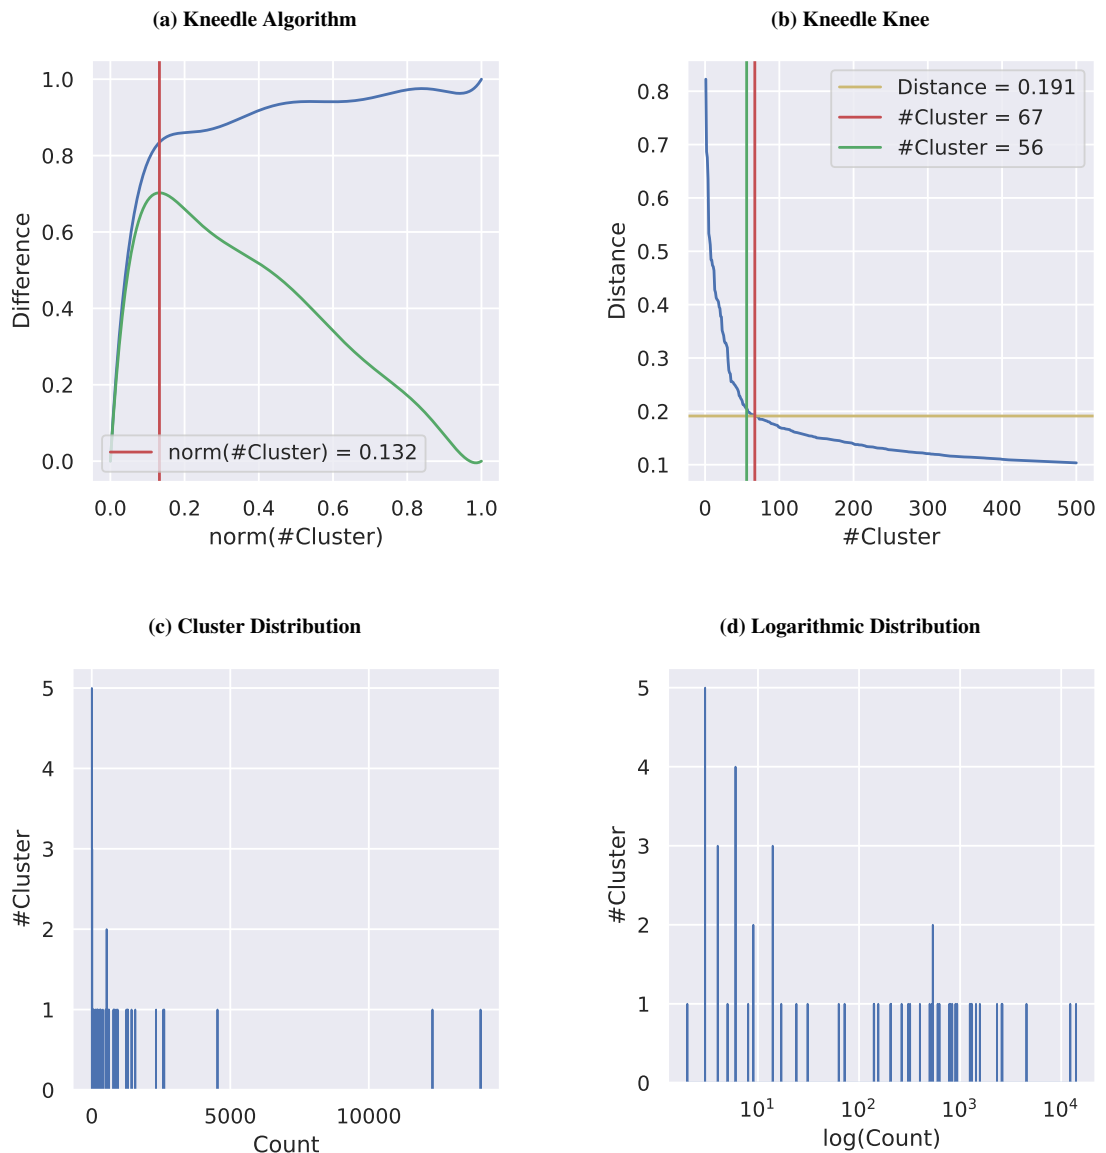 (a) Kneedle Algorithm
1.0
0.8
0.6
0.4
0.2
0.0
Difference
norm(#Cluster) = 0.132
0.0 0.2 0.4 0.6 0.8 1.0
norm(#Cluster)
(b) Kneedle Knee
0.8
0.7
0.6
0.5
0.4
0.3
0.2
0.1
Distance
Distance = 0.191
#Cluster = 67
#Cluster = 56
0 100 200 300 400 500
#Cluster
(c) Cluster Distribution
5
4
3
2
1
0
#Cluster
0 5000 10000
Count
(d) Logarithmic Distribution
5
4
3
2
1
0
#Cluster
10¹ 10² 10³ 10⁴
log(Count)